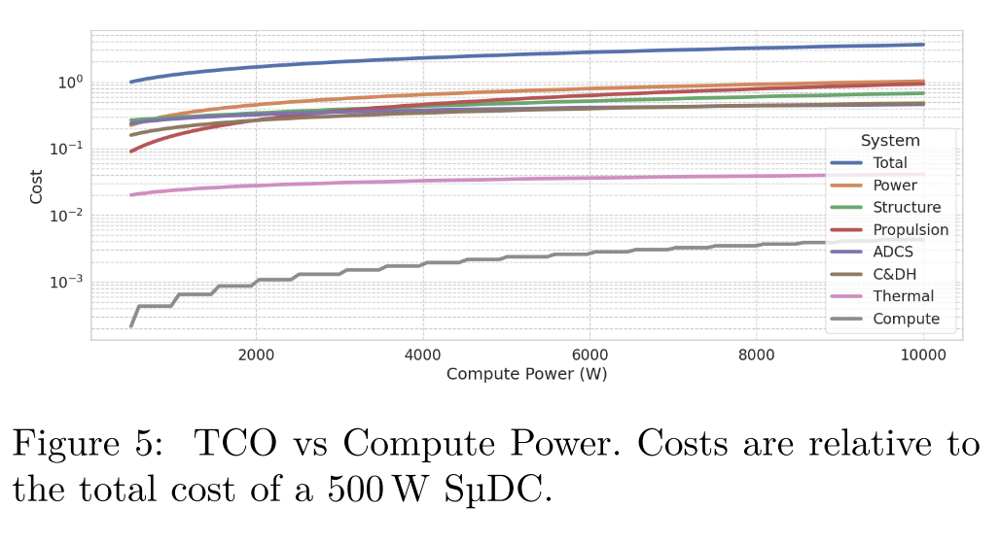 10⁰
10⁻¹
10⁻²
10⁻³
Cost
2000 4000 6000 8000 10000
Compute Power (W)
System
Total
Power
Structure
Propulsion
ADCS
C&DH
Thermal
Compute
Figure 5: TCO vs Compute Power. Costs are relative to
the total cost of a 500 W SµDC.